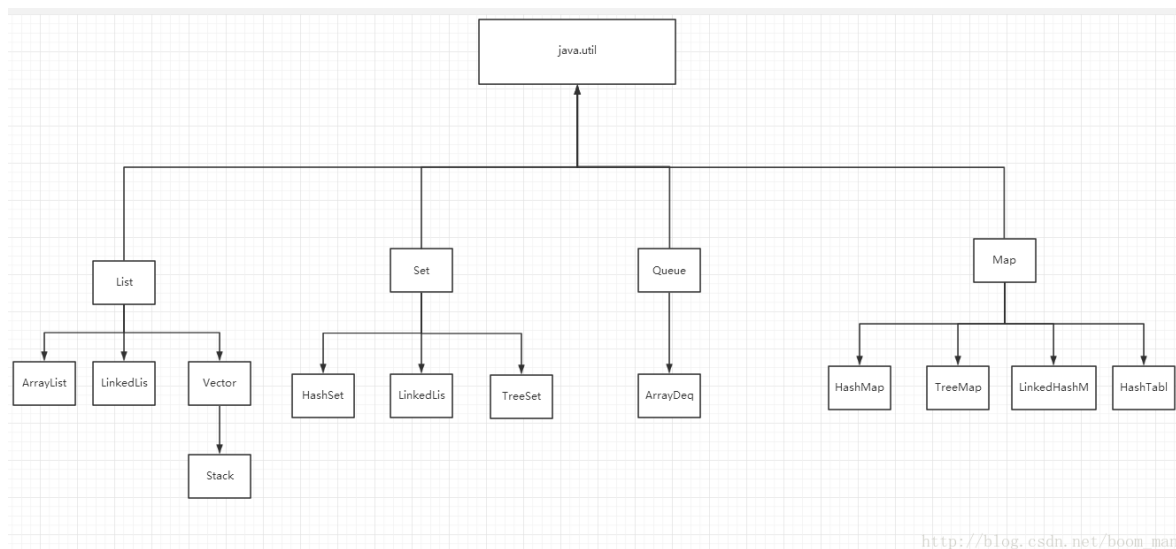 java.util
List
Set
Queue
Map
ArrayList
LinkedLis
Vector
HashSet
LinkedLis
TreeSet
ArrayDeq
HashMap
TreeMap
LinkedHashM
HashTabl
Stack
http://blog.csdn.net/boom_man